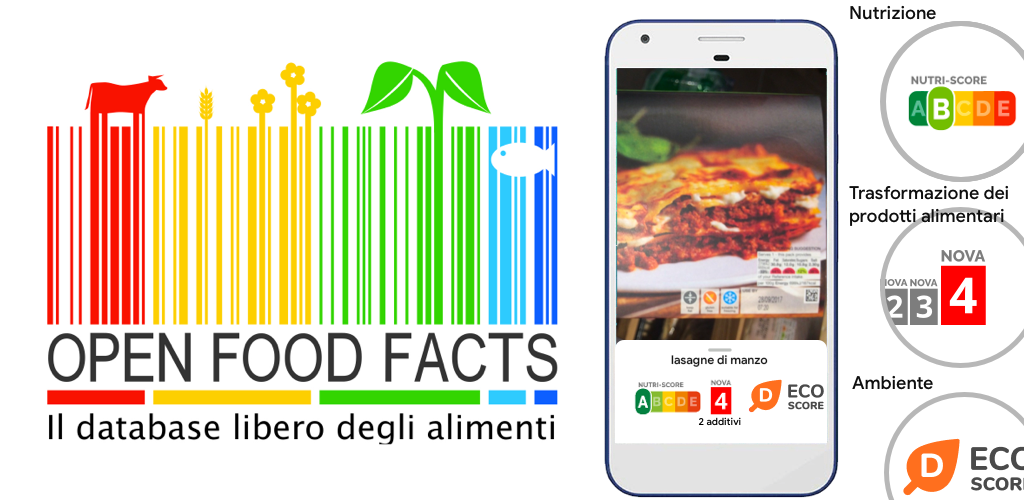 OPEN FOOD FACTS
Il database libero degli alimenti
lasagne di manzo
NUTRI-SCORE
A B C D E
NOVA
4
2 additivi
D
ECO
SCORE
Nutrizione
NUTRI-SCORE
A B C D E
Trasformazione dei
prodotti alimentari
NOVA NOVA NOVA
2 3 4
Ambiente
D
ECO
SCORE